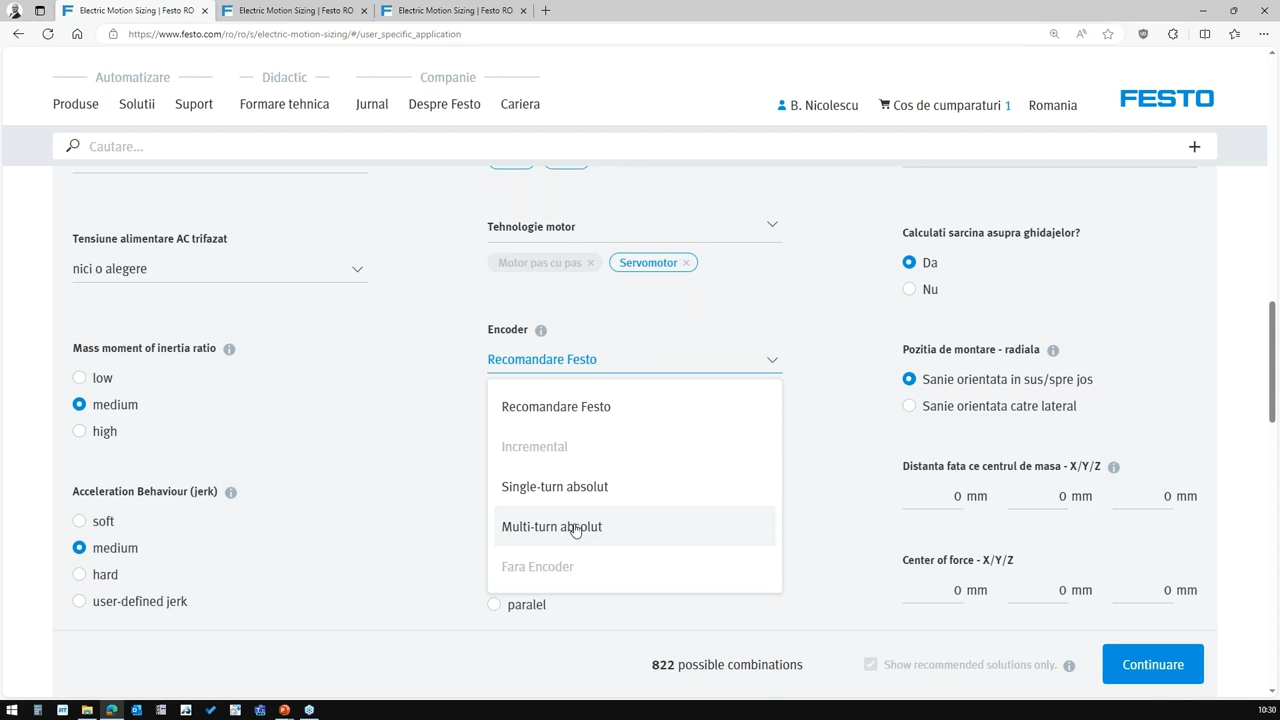 Electric Motion Sizing | Festo RO
Electric Motion Sizing | Festo RO
Electric Motion Sizing | Festo RO
https://www.festo.com/ro/ro/s/electric-motion-sizing/#/user_specific_application
Automatizare
Didactic
Companie
Produse
Solutii
Suport
Formare tehnica
Jurnal
Despre Festo
Cariera
B. Nicolescu
Cos de cumparaturi 1
Romania
FESTO
Cautare...
Tensiune alimentare AC trifazat
nici o alegere
Mass moment of inertia ratio
low
medium
high
Acceleration Behaviour (jerk)
soft
medium
hard
user-defined jerk
Tehnologie motor
Motor pas cu pas
Servomotor
Encoder
Recomandare Festo
Recomandare Festo
Incremental
Single-turn absolut
Multi-turn absolut
Fara Encoder
paralel
Calculati sarcina asupra ghidajelor?
Da
Nu
Pozitia de montare - radiala
Sanie orientata in sus/spre jos
Sanie orientata catre lateral
Distanta fata ce centrul de masa - X/Y/Z
0 mm 0 mm 0 mm
Center of force - X/Y/Z
0 mm 0 mm 0 mm
822 possible combinations
Show recommended solutions only.
Continuare
10:30